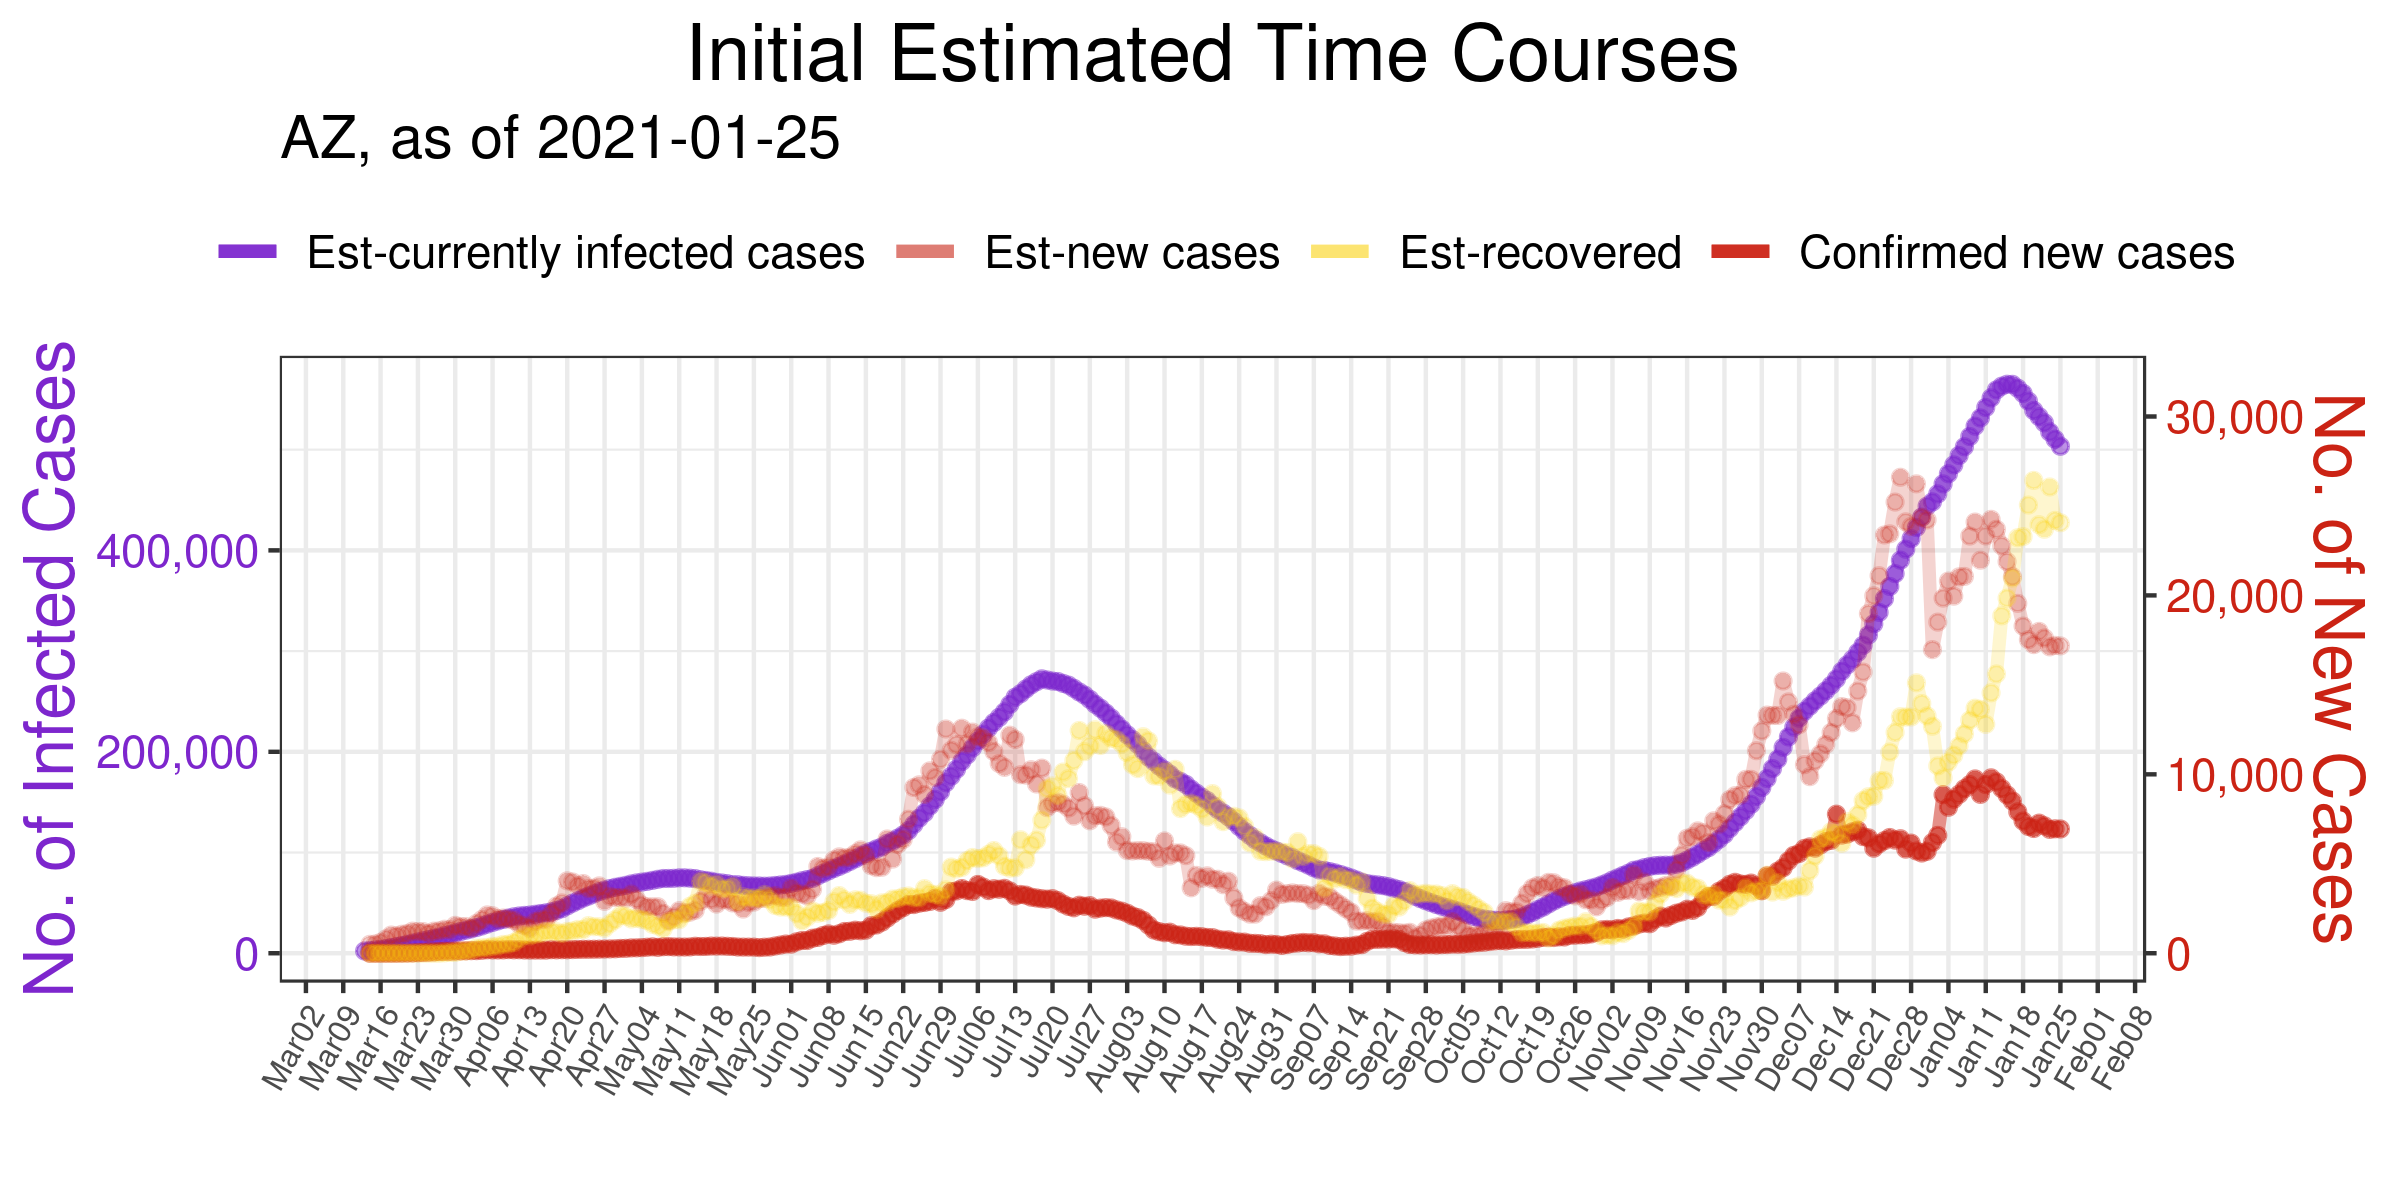 Initial Estimated Time Courses
AZ, as of 2021-01-25
Est-currently infected cases
Est-new cases
Est-recovered
Confirmed new cases
No. of Infected Cases
400,000
200,000
0
30,000
20,000
10,000
0
No. of New Cases
Mar02
Mar09
Mar16
Mar23
Mar30
Apr06
Apr13
Apr20
Apr27
May04
May11
May18
May25
Jun01
Jun08
Jun15
Jun22
Jun29
Jul06
Jul13
Jul20
Jul27
Aug03
Aug10
Aug17
Aug24
Aug31
Sep07
Sep14
Sep21
Sep28
Oct05
Oct12
Oct19
Oct26
Nov02
Nov09
Nov16
Nov23
Nov30
Dec07
Dec14
Dec21
Dec28
Jan04
Jan11
Jan18
Jan25
Feb01
Feb08